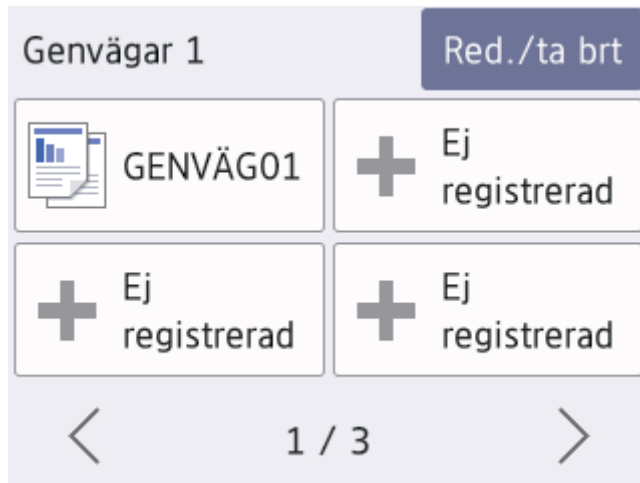 Genvägar 1
Red./ta brt
GENVÄG01
Ej
registrerad
Ej
registrerad
Ej
registrerad
1 / 3